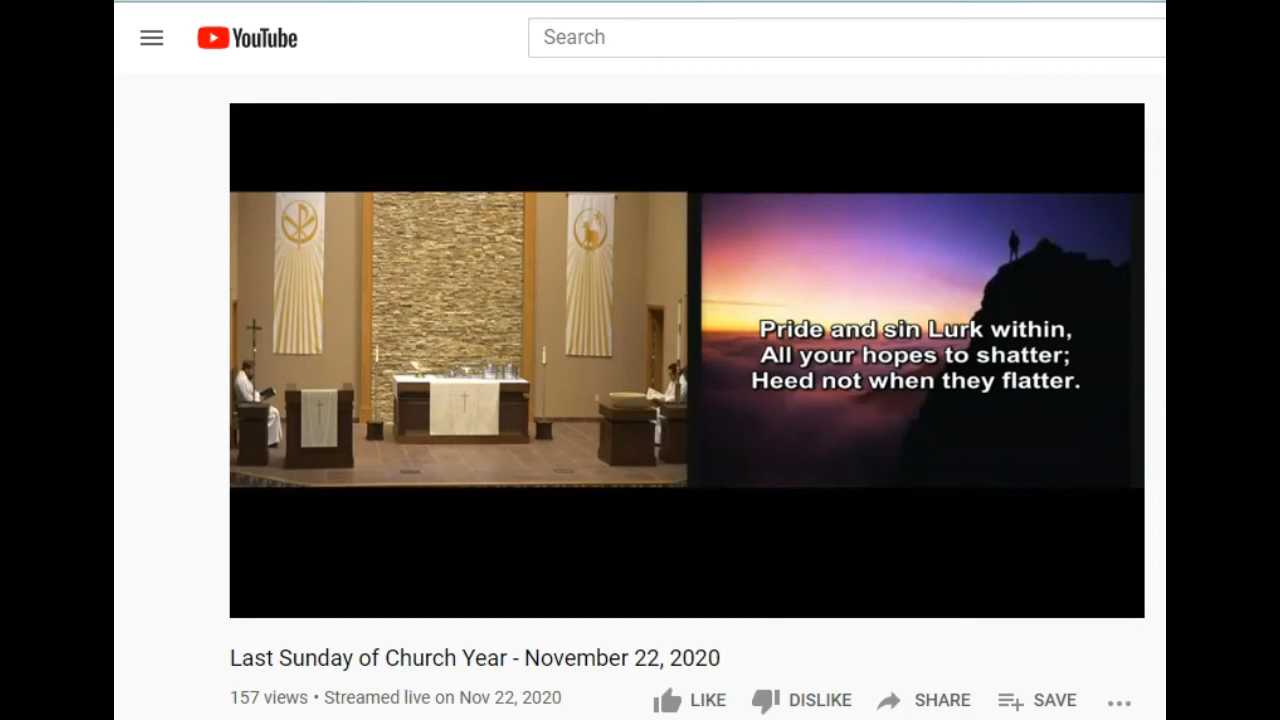 YouTube
Search
Pride and sin Lurk within,
All your hopes to shatter;
Heed not when they flatter.
Last Sunday of Church Year - November 22, 2020
157 views • Streamed live on Nov 22, 2020
LIKE
DISLIKE
SHARE
SAVE